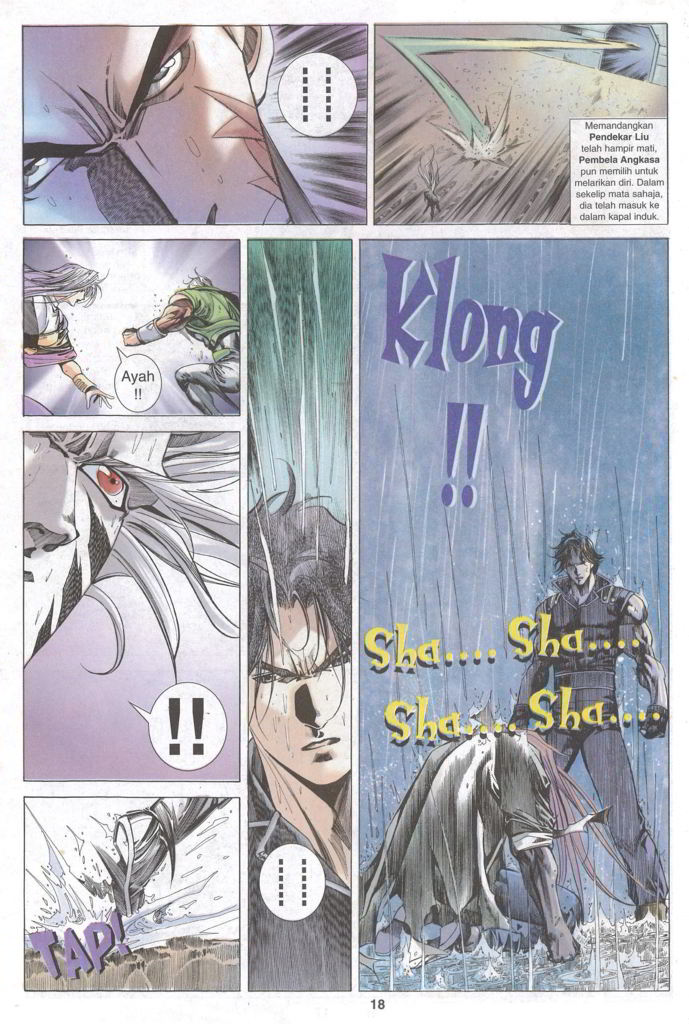 Memandangkan
Pendekar Liu
telah hampir mati,
Pembela Angkasa
pun memilih untuk
melarikan diri. Dalam
sekelip mata sahaja,
dia telah masuk ke
dalam kapal induk.
Ayah
!!
!!
TAP!
Klong
!!
Sha.... Sha....
Sha.... Sha....
18